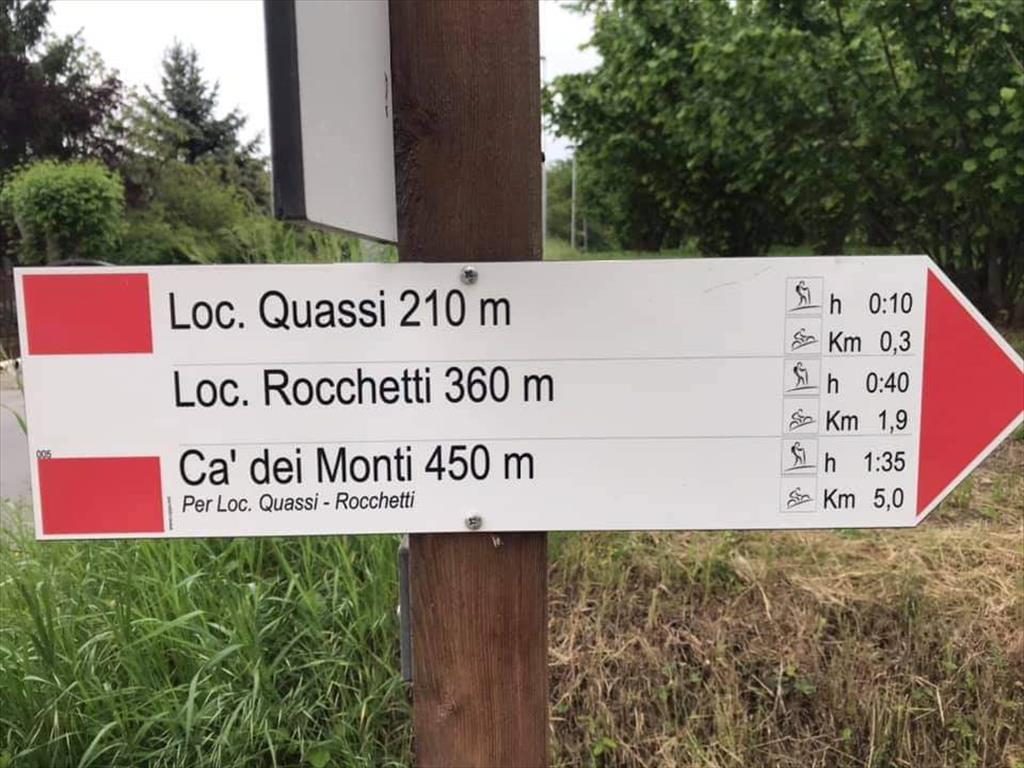 Loc. Quassi 210 m h 0:10
Km 0,3
Loc. Rocchetti 360 m h 0:40
Km 1,9
005
Ca' dei Monti 450 m h 1:35
Per Loc. Quassi - Rocchetti Km 5,0